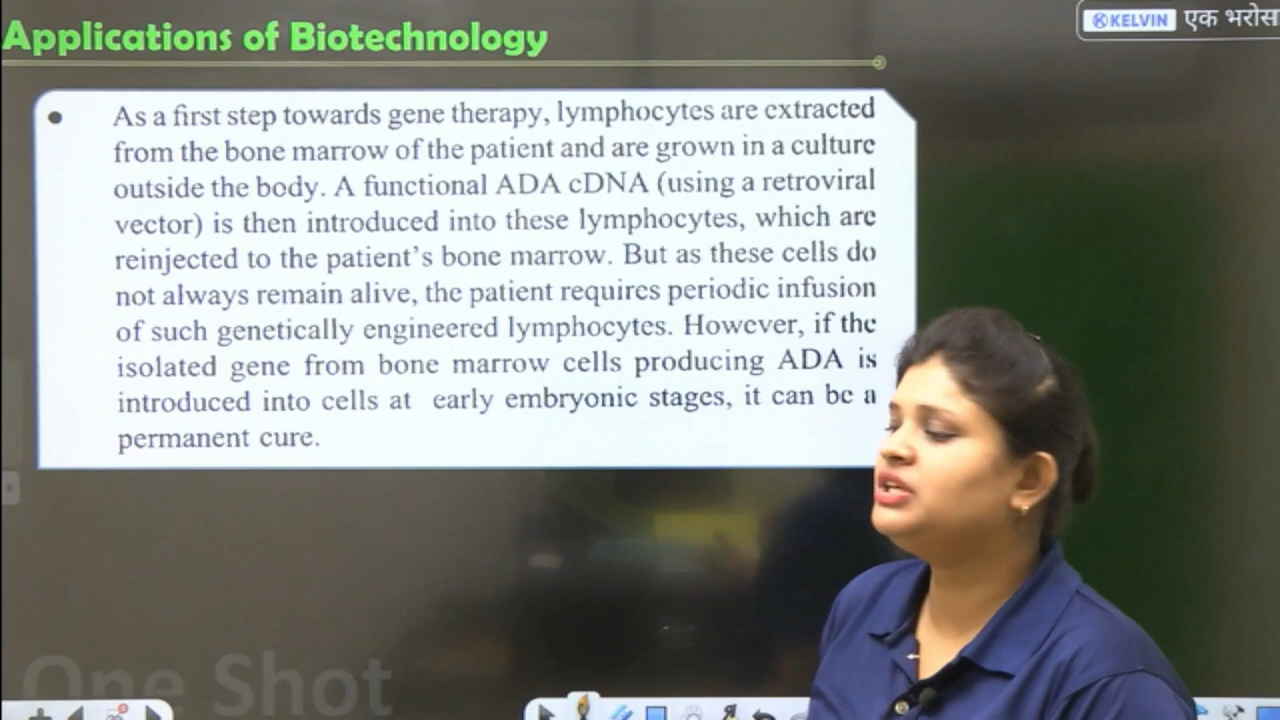 Applications of Biotechnology
KELVIN एक भरोस
As a first step towards gene therapy, lymphocytes are extracted
from the bone marrow of the patient and are grown in a culture
outside the body. A functional ADA cDNA (using a retroviral
vector) is then introduced into these lymphocytes, which are
reinjected to the patient's bone marrow. But as these cells do
not always remain alive, the patient requires periodic infusion
of such genetically engineered lymphocytes. However, if the
isolated gene from bone marrow cells producing ADA is
introduced into cells at early embryonic stages, it can be a
permanent cure.
One Shot